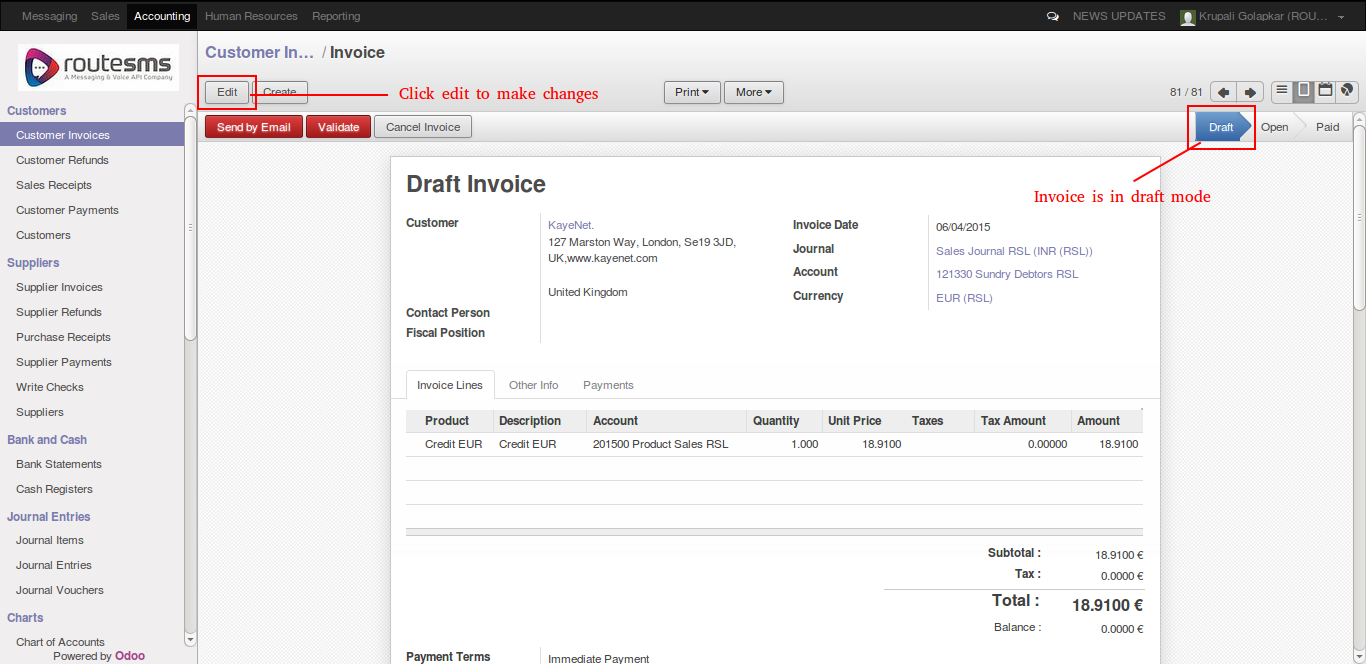 Messaging Sales Accounting Human Resources Reporting NEWS UPDATES Krupali Golapkar (ROU...
routesms
A Messaging & Voice API Company
Customers
Customer Invoices
Customer Refunds
Sales Receipts
Customer Payments
Customers
Suppliers
Supplier Invoices
Supplier Refunds
Purchase Receipts
Supplier Payments
Write Checks
Suppliers
Bank and Cash
Bank Statements
Cash Registers
Journal Entries
Journal Items
Journal Entries
Journal Vouchers
Charts
Chart of Accounts
Powered by Odoo
Customer In... / Invoice
Edit Create Click edit to make changes Print More 81 / 81
Send by Email Validate Cancel Invoice Draft Open Paid
Invoice is in draft mode
Draft Invoice
Customer KayeNet.
127 Marston Way, London, Se19 3JD,
UK,www.kayenet.com
United Kingdom
Contact Person
Fiscal Position
Invoice Date 06/04/2015
Journal Sales Journal RSL (INR (RSL))
Account 121330 Sundry Debtors RSL
Currency EUR (RSL)
Invoice Lines Other Info Payments
Product Description Account Quantity Unit Price Taxes Tax Amount Amount
Credit EUR Credit EUR 201500 Product Sales RSL 1.000 18.9100 0.00000 18.9100
Subtotal : 18.9100 €
Tax : 0.0000 €
Total : 18.9100 €
Balance : 0.0000 €
Payment Terms Immediate Payment